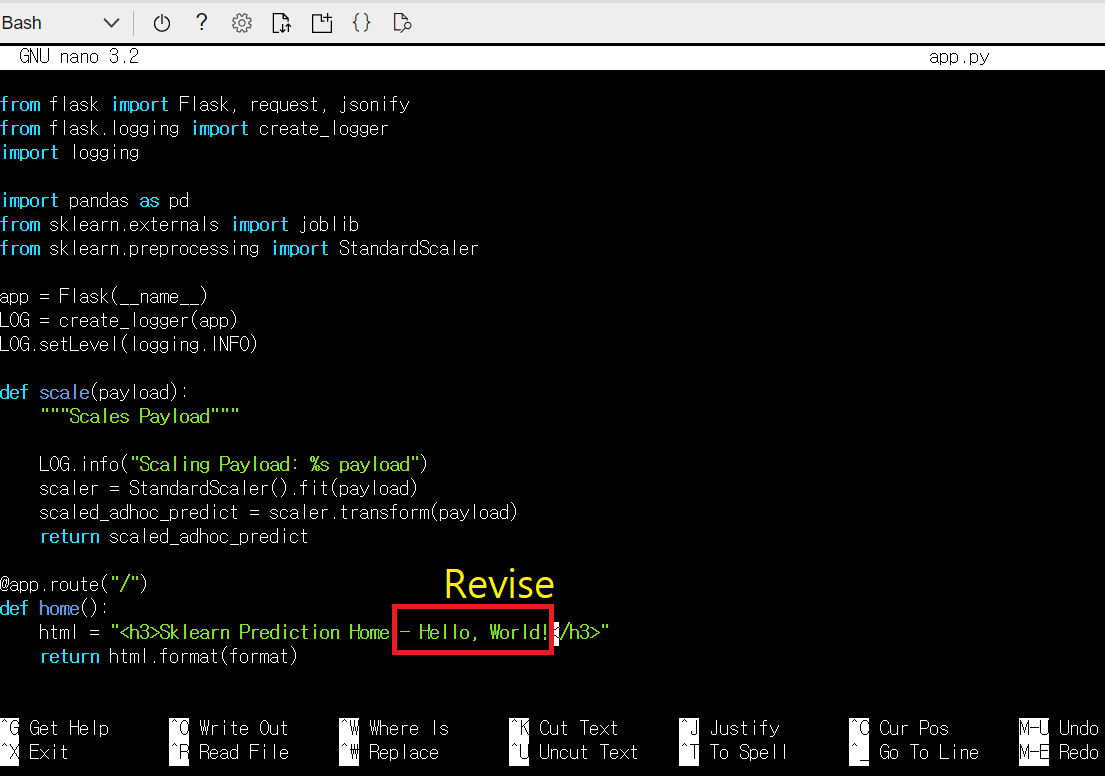 Bash
GNU nano 3.2 app.py
from flask import Flask, request, jsonify
from flask.logging import create_logger
import logging
import pandas as pd
from sklearn.externals import joblib
from sklearn.preprocessing import StandardScaler
app = Flask(__name__)
LOG = create_logger(app)
LOG.setLevel(logging.INFO)
def scale(payload):
    """Scales Payload"""
    LOG.info("Scaling Payload: %s payload")
    scaler = StandardScaler().fit(payload)
    scaled_adhoc_predict = scaler.transform(payload)
    return scaled_adhoc_predict
@app.route("/")
Revise
def home():
    html = "<h3>Sklearn Prediction Home - Hello, World!</h3>"
    return html.format(format)
^G Get Help ^O Write Out ^W Where Is ^K Cut Text ^J Justify ^C Cur Pos M-U Undo
^X Exit ^R Read File ^₩ Replace ^U Uncut Text ^T To Spell ^_ Go To Line M-E Redo